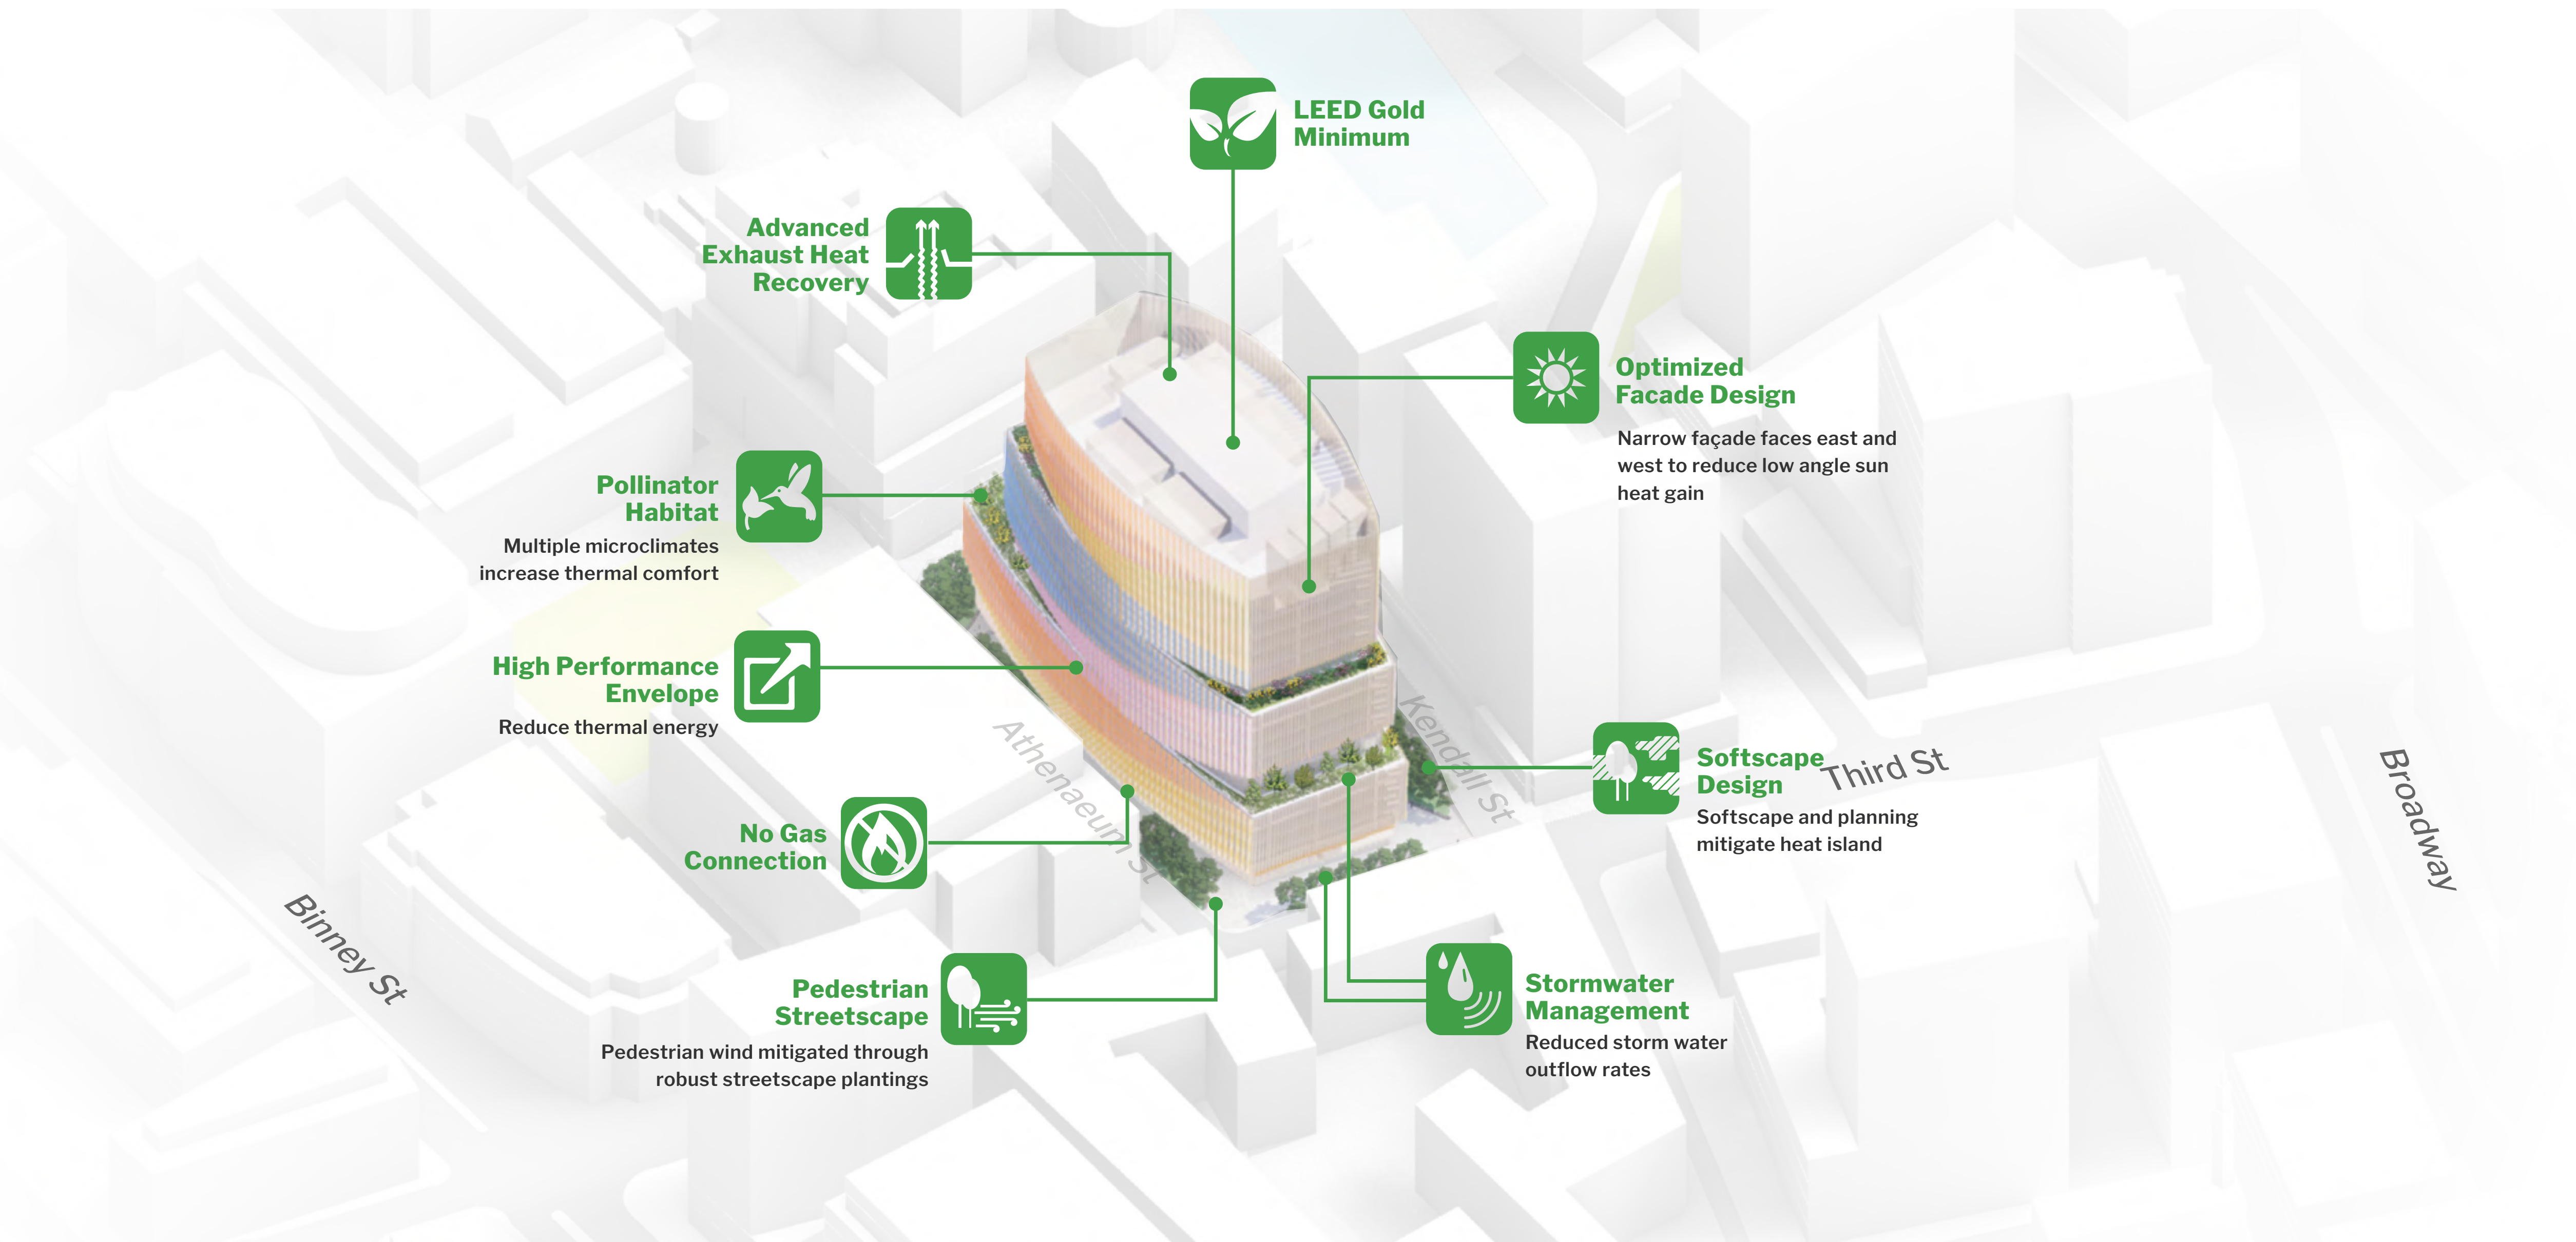 LEED Gold
Minimum
Advanced
Exhaust Heat
Recovery
Optimized
Facade Design
Narrow façade faces east and
west to reduce low angle sun
heat gain
Pollinator
Habitat
Multiple microclimates
increase thermal comfort
High Performance
Envelope
Reduce thermal energy
Kendall St
Athenaeum St
Softscape
Design
Softscape and planning
mitigate heat island
Third St
Broadway
No Gas
Connection
Binney St
Pedestrian
Streetscape
Pedestrian wind mitigated through
robust streetscape plantings
Stormwater
Management
Reduced storm water
outflow rates